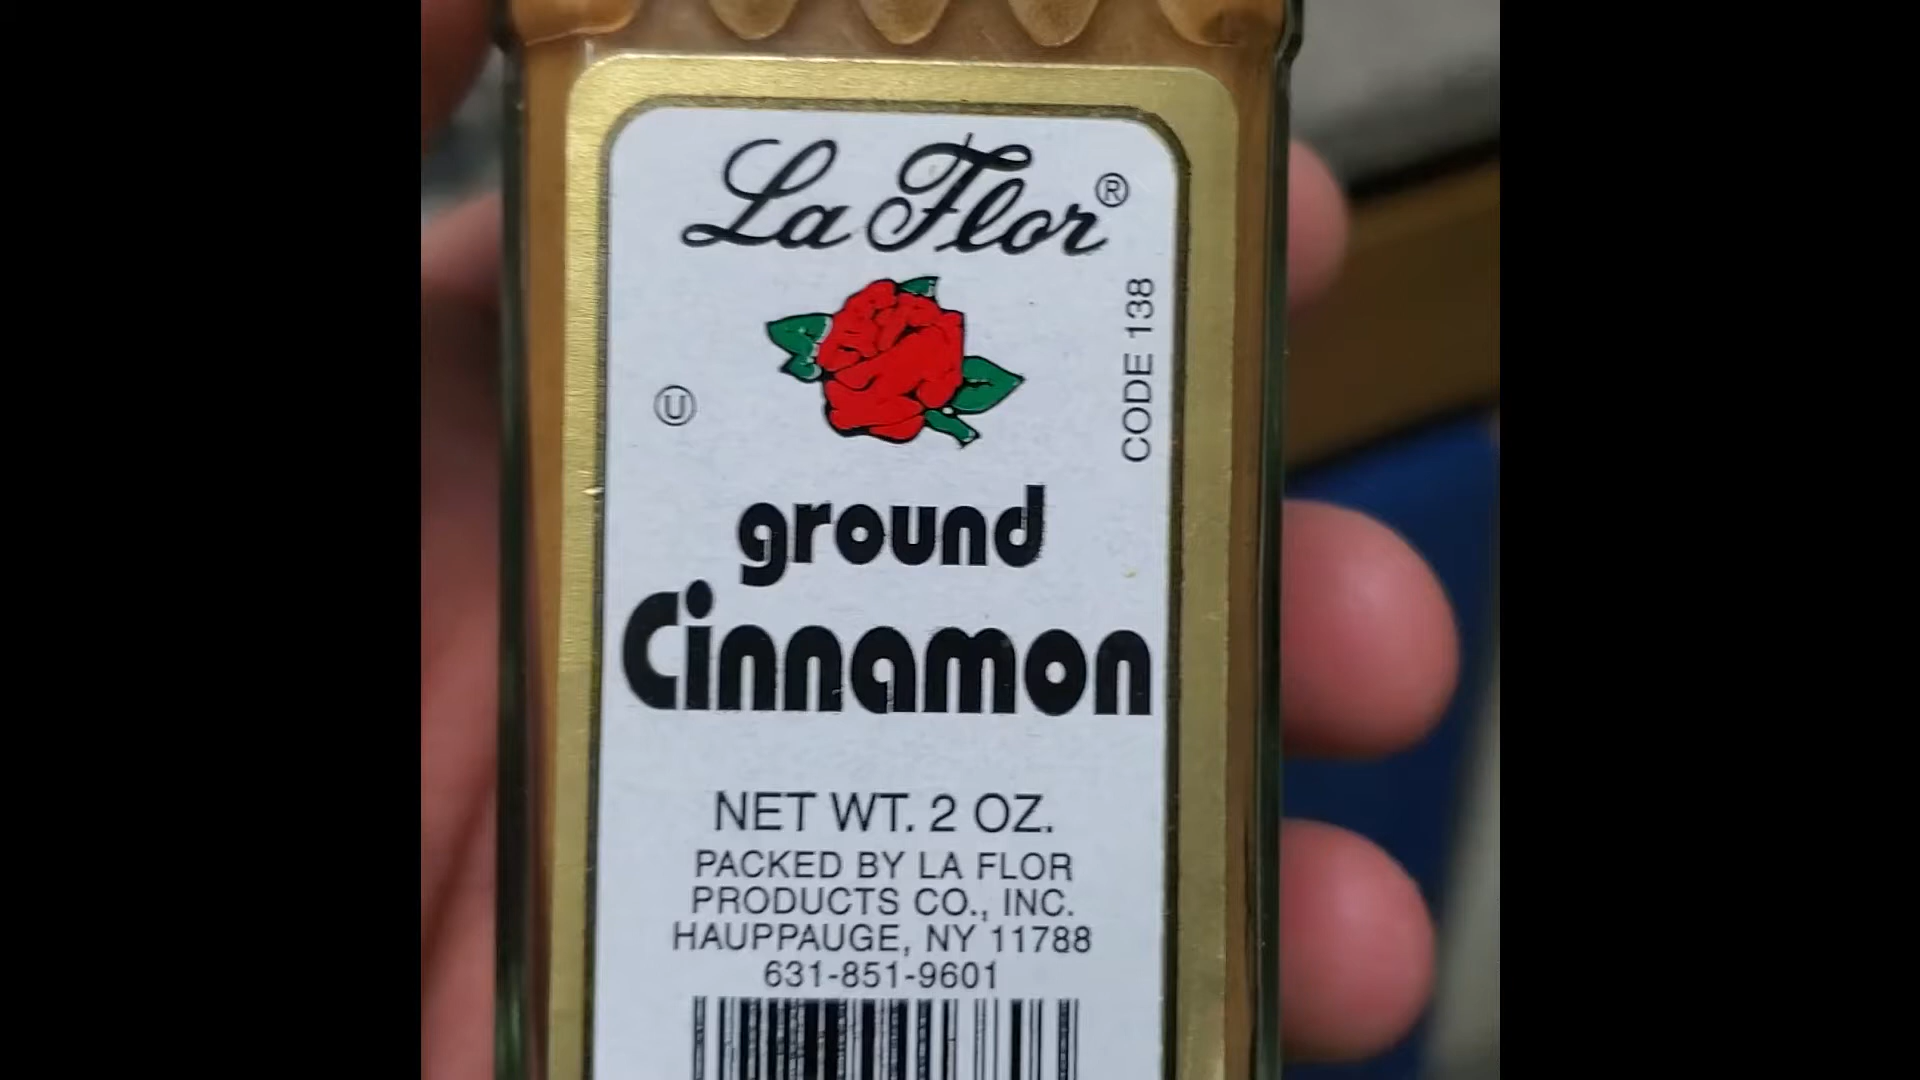 La Flor®
CODE 138
Ⓤ
ground
Cinnamon
NET WT. 2 OZ.
PACKED BY LA FLOR
PRODUCTS CO., INC.
HAUPPAUGE, NY 11788
631-851-9601